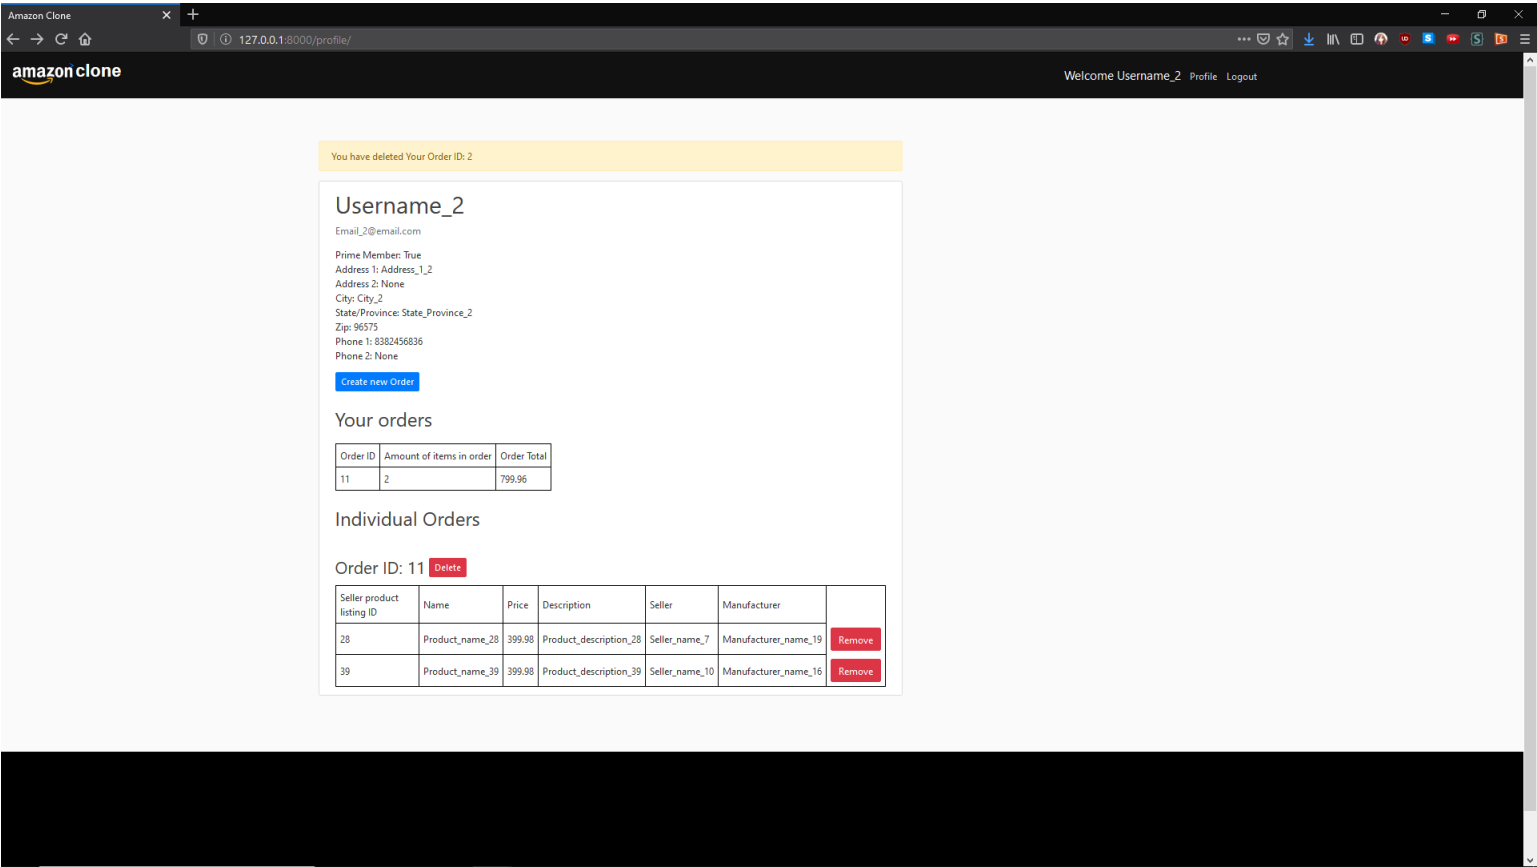 Amazon Clone
127.0.0.1:8000/profile/
amazon clone
Welcome Username_2 Profile Logout
You have deleted Your Order ID: 2
Username_2
Email_2@email.com
Prime Member: True
Address 1: Address_1_2
Address 2: None
City: City_2
State/Province: State_Province_2
Zip: 96575
Phone 1: 8382456836
Phone 2: None
Create new Order
Your orders
Order ID Amount of items in order Order Total
11 2 799.96
Individual Orders
Order ID: 11 Delete
Seller product listing ID Name Price Description Seller Manufacturer
28 Product_name_28 399.98 Product_description_28 Seller_name_7 Manufacturer_name_19 Remove
39 Product_name_39 399.98 Product_description_39 Seller_name_10 Manufacturer_name_16 Remove